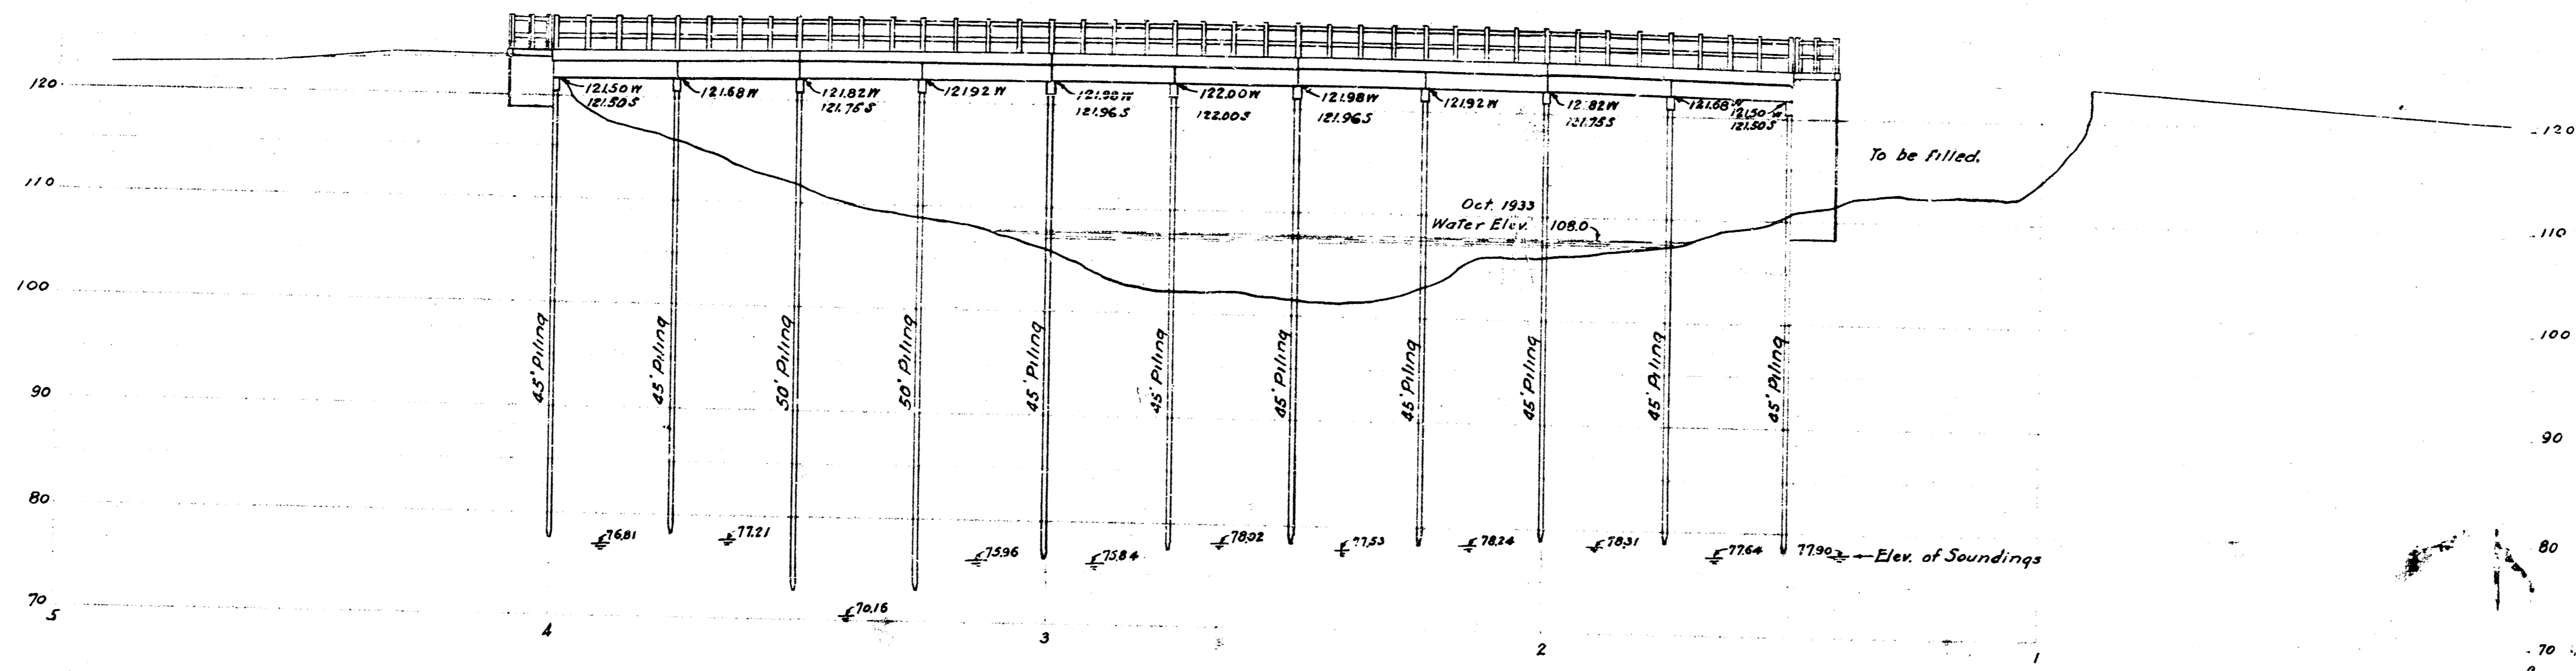 120
110
100
90
80
70
5
4
3
2
1
121.50 W
121.50 S
121.68 W
121.82 W
121.76 S
121.92 W
121.98 W
121.96 S
122.00 W
122.00 S
121.98 W
121.96 S
121.92 W
121.82 W
121.75 S
121.68 W
121.50 W
121.50 S
To be filled.
Oct. 1933
Water Elev. 108.0
45' Piling
45' Piling
50' Piling
50' Piling
45' Piling
45' Piling
45' Piling
45' Piling
45' Piling
45' Piling
45' Piling
76.81
77.21
70.16
75.96
75.84
78.02
77.53
78.24
78.31
77.64
77.90
Elev. of Soundings
120
110
100
90
80
70